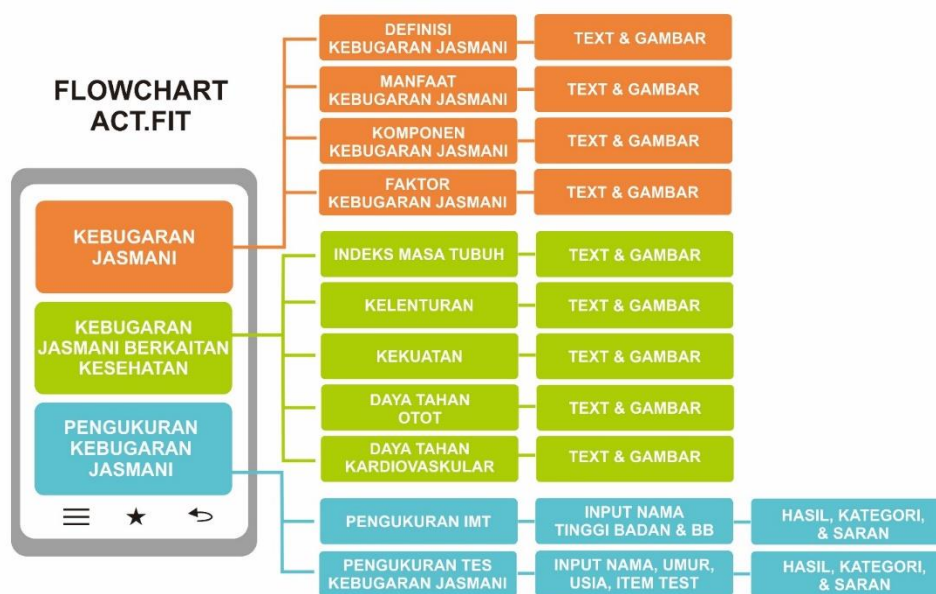 FLOWCHART
ACT.FIT
KEBUGARAN
JASMANI
DEFINISI
KEBUGARAN JASMANI
TEXT & GAMBAR
MANFAAT
KEBUGARAN JASMANI
TEXT & GAMBAR
KOMPONEN
KEBUGARAN JASMANI
TEXT & GAMBAR
FAKTOR
KEBUGARAN JASMANI
TEXT & GAMBAR
KEBUGARAN
JASMANI BERKAITAN
KESEHATAN
INDEKS MASA TUBUH
TEXT & GAMBAR
KELENTURAN
TEXT & GAMBAR
KEKUATAN
TEXT & GAMBAR
DAYA TAHAN
OTOT
TEXT & GAMBAR
DAYA TAHAN
KARDIOVASKULAR
TEXT & GAMBAR
PENGUKURAN
KEBUGARAN
JASMANI
PENGUKURAN IMT
INPUT NAMA
TINGGI BADAN & BB
HASIL, KATEGORI,
& SARAN
PENGUKURAN TES
KEBUGARAN JASMANI
INPUT NAMA, UMUR,
USIA, ITEM TEST
HASIL, KATEGORI,
& SARAN